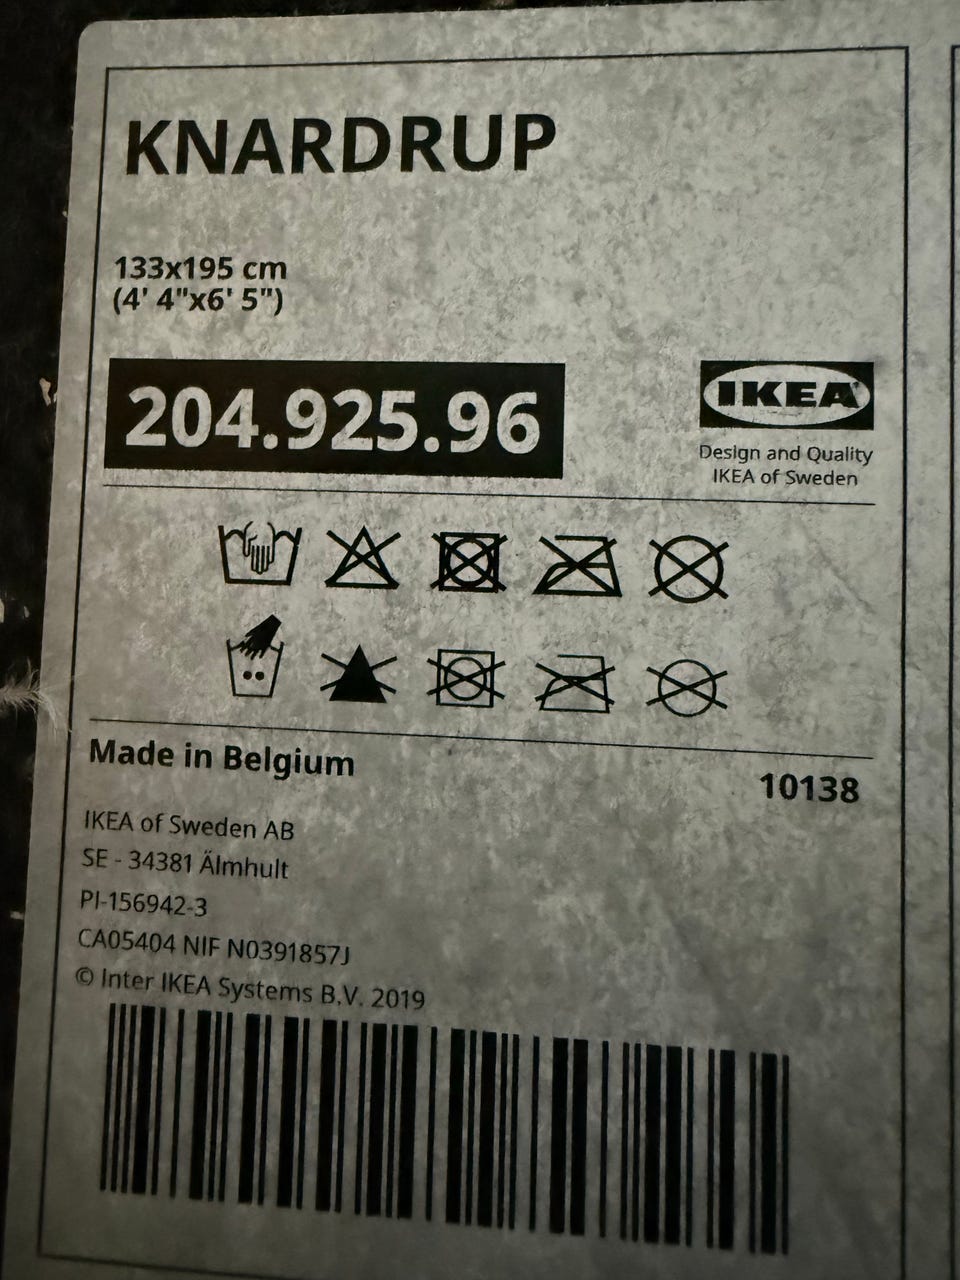 KNARDRUP
133x195 cm
(4' 4"x6' 5")
204.925.96
IKEA
Design and Quality
IKEA of Sweden
Made in Belgium
10138
IKEA of Sweden AB
SE - 34381 Älmhult
PI-156942-3
CA05404 NIF N0391857J
© Inter IKEA Systems B.V. 2019